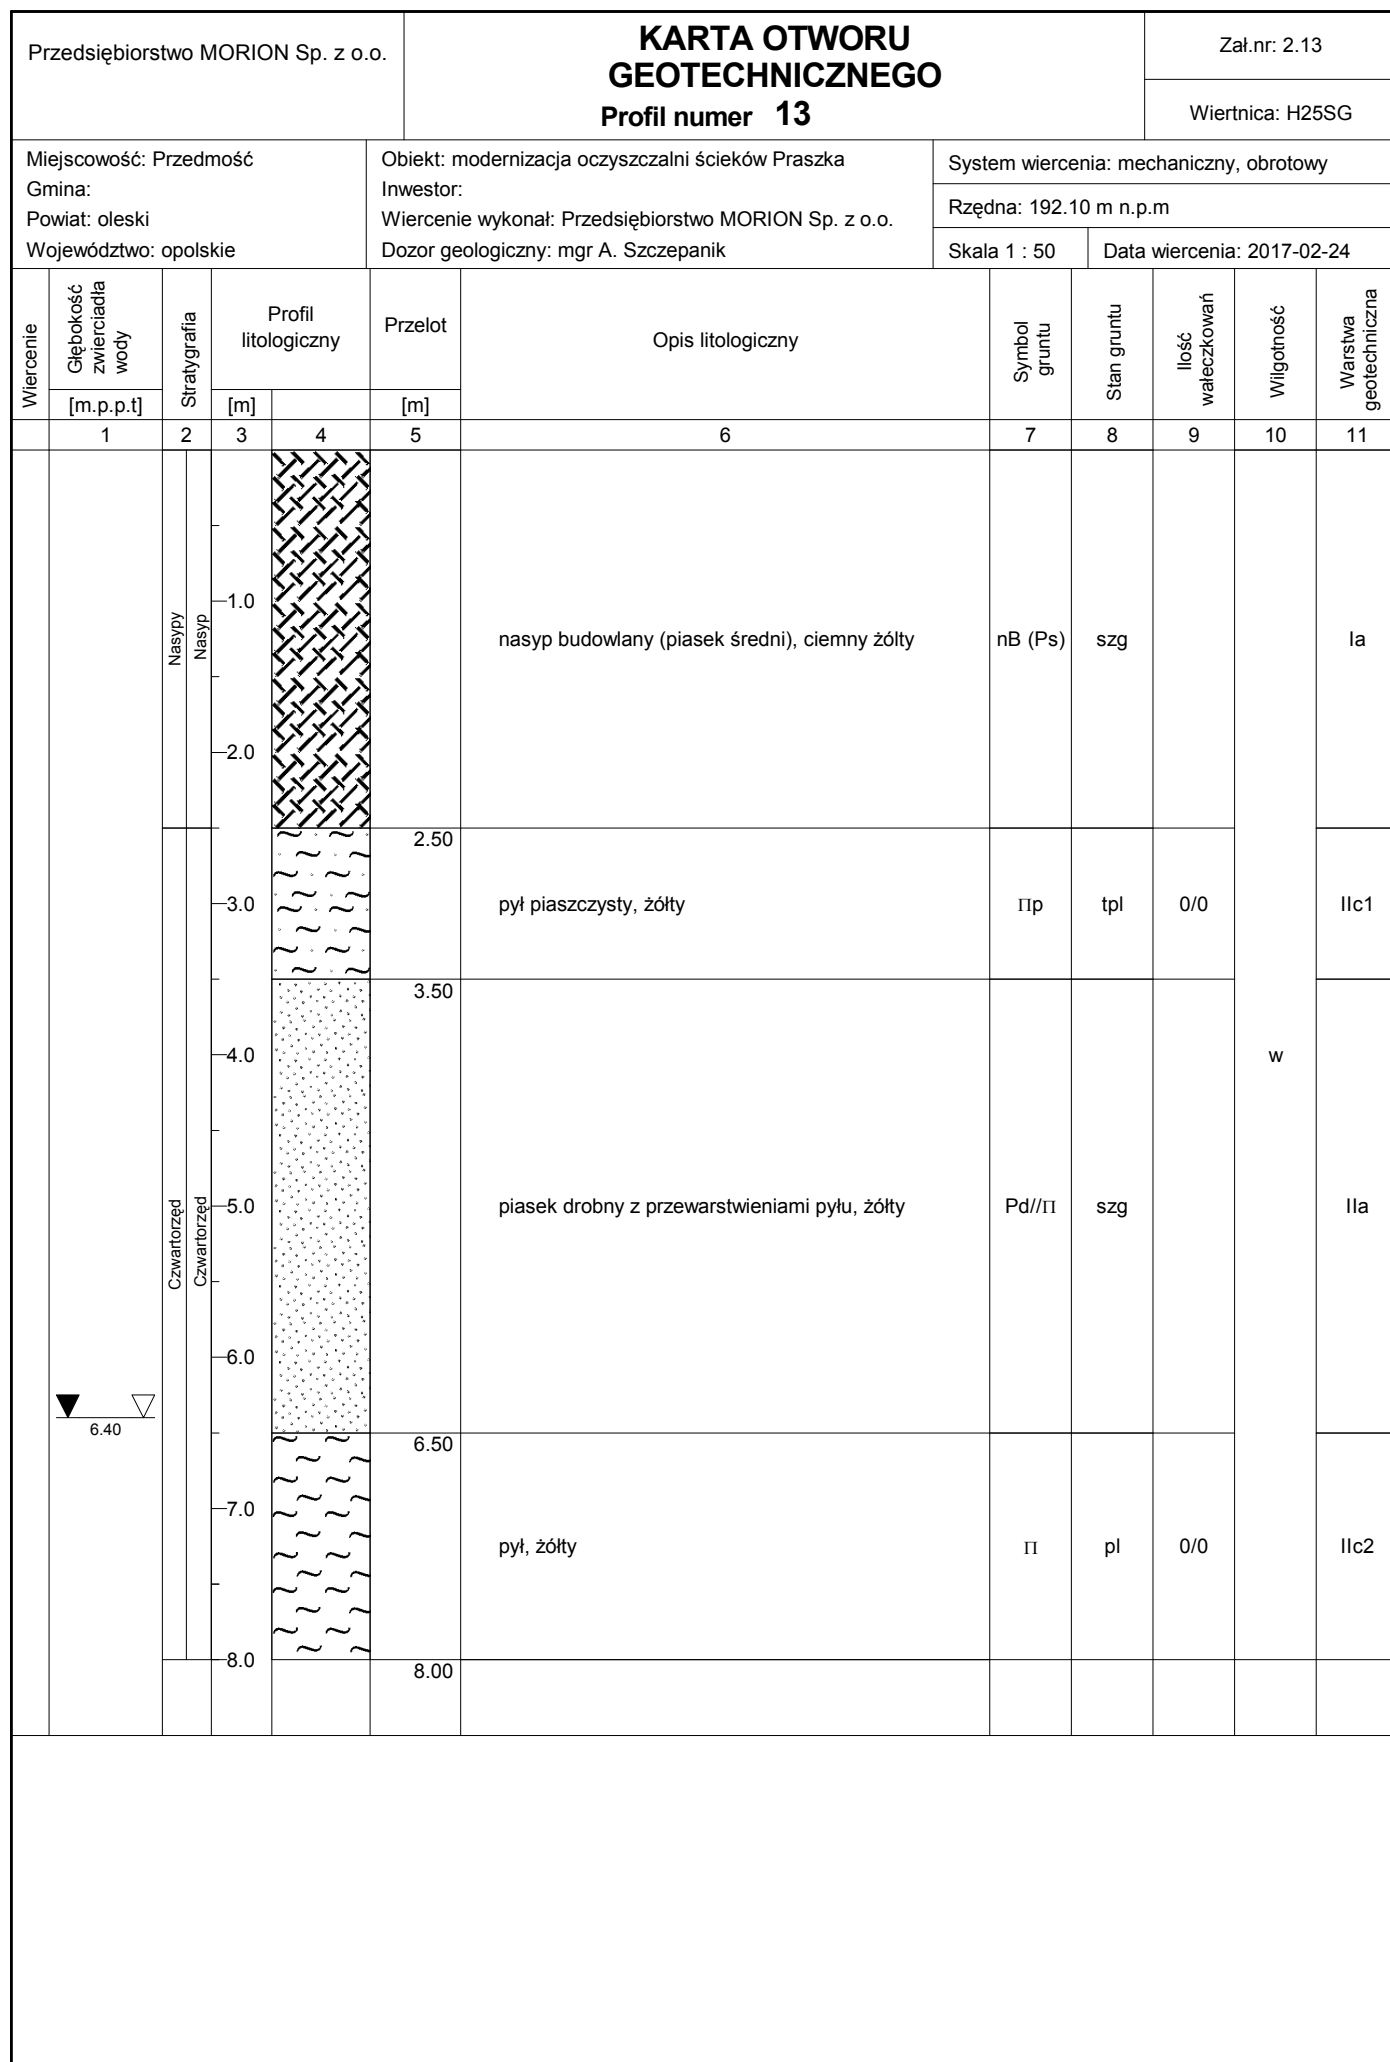 Przedsiębiorstwo MORION Sp. z o.o.
KARTA OTWORU
GEOTECHNICZNEGO
Profil numer 13
Zał.nr: 2.13
Wiertnica: H25SG
Miejscowość: Przedmość
Gmina:
Powiat: oleski
Województwo: opolskie
Obiekt: modernizacja oczyszczalni ścieków Praszka
Inwestor:
Wiercenie wykonał: Przedsiębiorstwo MORION Sp. z o.o.
Dozor geologiczny: mgr A. Szczepanik
System wiercenia: mechaniczny, obrotowy
Rzędna: 192.10 m n.p.m
Skala 1 : 50
Data wiercenia: 2017-02-24
Wiercenie
Głębokość
zwierciadła
wody
[m.p.p.t]
Stratygrafia
Profil
litologiczny
[m]
Przelot
[m]
Opis litologiczny
Symbol
gruntu
Stan gruntu
Ilość
wałeczkowań
Wilgotność
Warstwa
geotechniczna
1 2 3 4 5 6 7 8 9 10 11
Nasypy
Nasyp
1.0
nasyp budowlany (piasek średni), ciemny żólty nB (Ps) szg Ia
2.0
2.50
3.0
pył piaszczysty, żółty Πp tpl 0/0 IIc1
3.50
4.0
w
Czwartorzęd
Czwartorzęd
5.0
piasek drobny z przewarstwieniami pyłu, żółty Pd//Π szg IIa
6.0
6.40
6.50
7.0
pył, żółty Π pl 0/0 IIc2
8.0
8.00